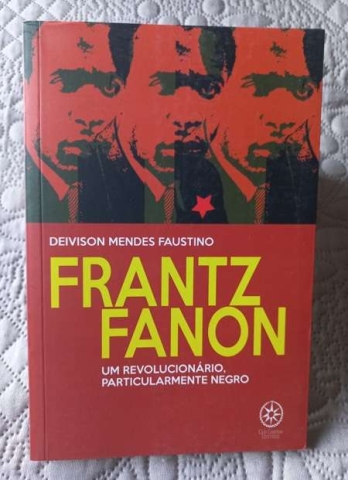 DEIVISON MENDES FAUSTINO
FRANTZ
FANON
UM REVOLUCIONÁRIO,
PARTICULARMENTE NEGRO